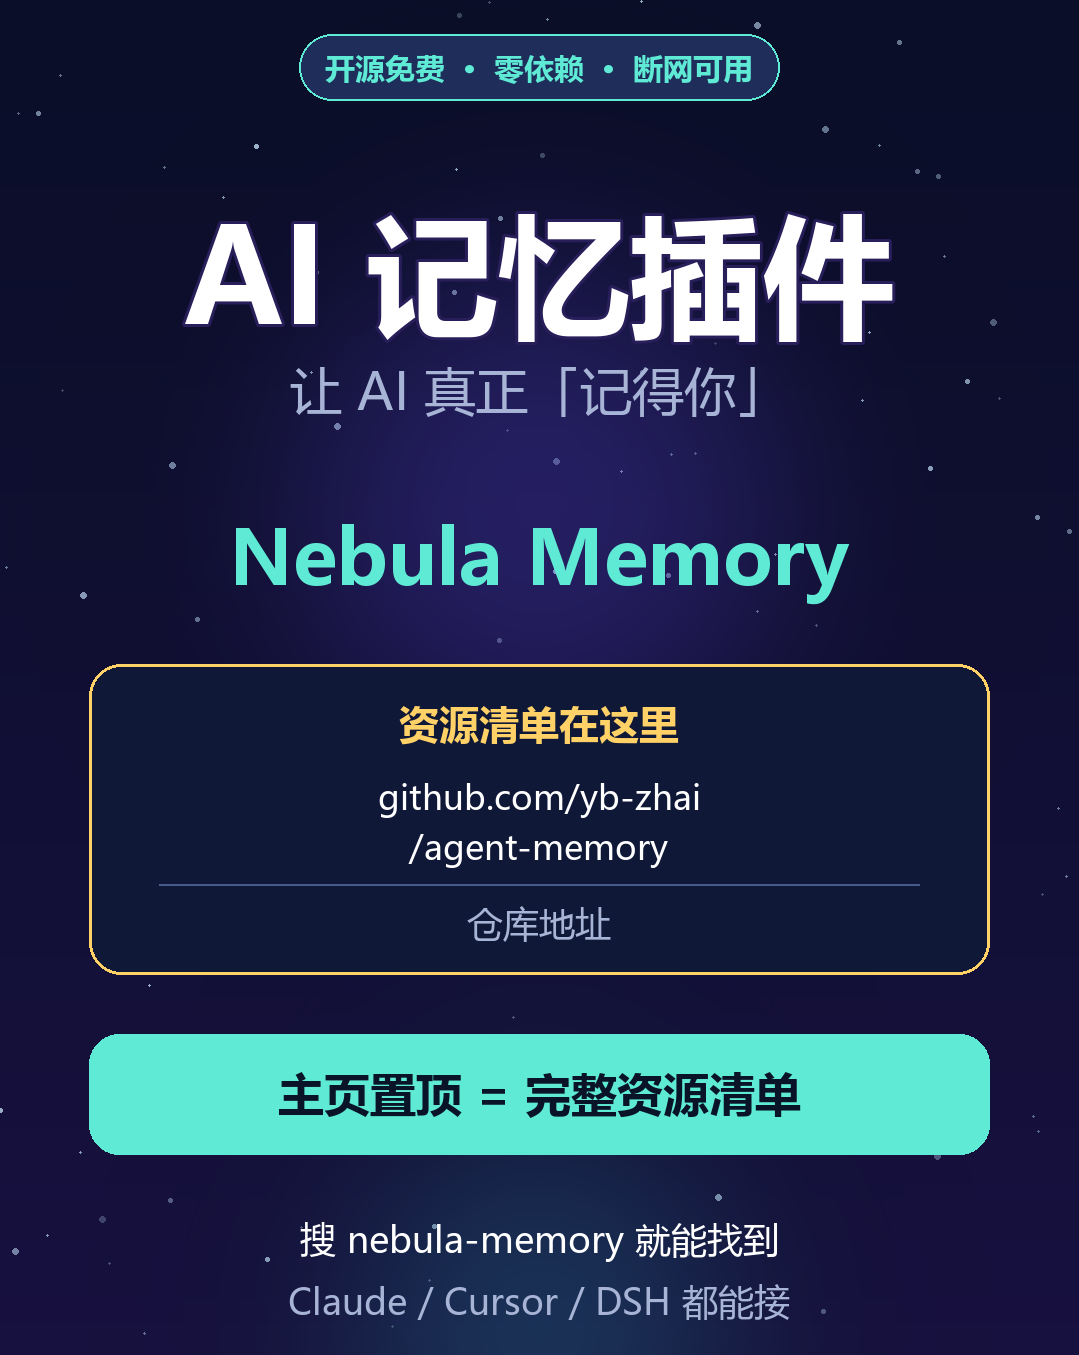 开源免费 • 零依赖 • 断网可用
AI 记忆插件
让 AI 真正「记得你」
Nebula Memory
资源清单在这里
github.com/yb-zhai
/agent-memory
仓库地址
主页置顶 = 完整资源清单
搜 nebula-memory 就能找到
Claude / Cursor / DSH 都能接